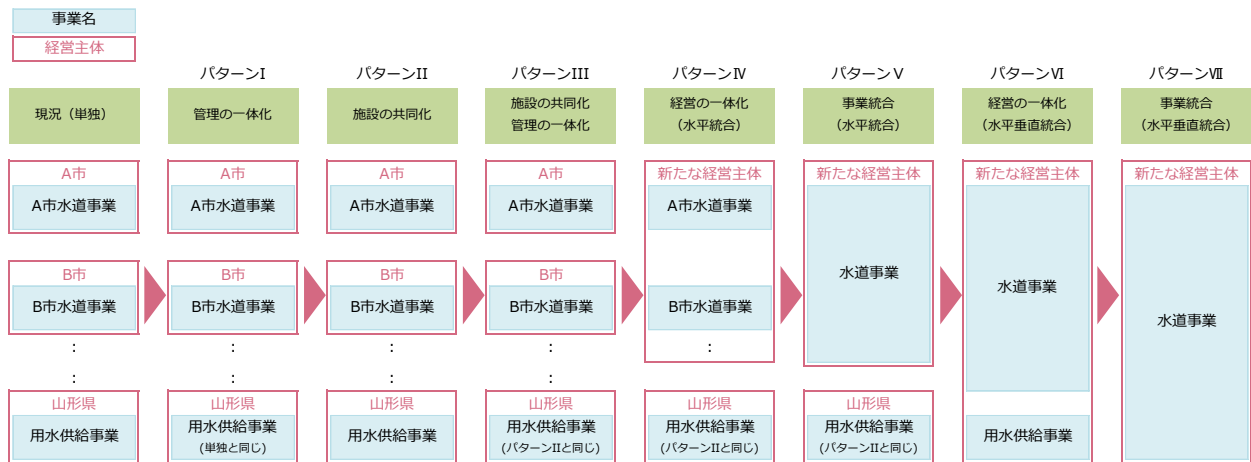 事業名
経営主体
パターンI
パターンII
パターンIII
パターンⅣ
パターンⅤ
パターンⅥ
パターンⅦ
現況（単独）
管理の一体化
施設の共同化
施設の共同化
管理の一体化
経営の一体化
（水平統合）
事業統合
（水平統合）
経営の一体化
（水平垂直統合）
事業統合
（水平垂直統合）
A市
A市水道事業
B市
B市水道事業
：
：
山形県
用水供給事業
A市
A市水道事業
B市
B市水道事業
：
：
山形県
用水供給事業
(単独と同じ)
A市
A市水道事業
B市
B市水道事業
：
：
山形県
用水供給事業
A市
A市水道事業
B市
B市水道事業
：
：
山形県
用水供給事業
(パターンIIと同じ)
新たな経営主体
A市水道事業
B市水道事業
：
山形県
用水供給事業
(パターンIIと同じ)
新たな経営主体
水道事業
山形県
用水供給事業
(パターンIIと同じ)
新たな経営主体
水道事業
用水供給事業
新たな経営主体
水道事業